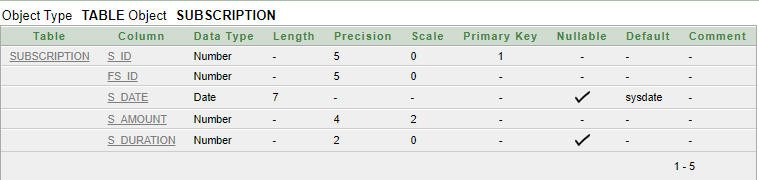 Object Type TABLE Object SUBSCRIPTION
Table Column Data Type Length Precision Scale Primary Key Nullable Default Comment
SUBSCRIPTION S_ID Number - 5 0 1 - - -
FS_ID Number - 5 0 - - - -
S_DATE Date 7 - - - ✓ sysdate -
S_AMOUNT Number - 4 2 - - - -
S_DURATION Number - 2 0 - ✓ - -
1 - 5